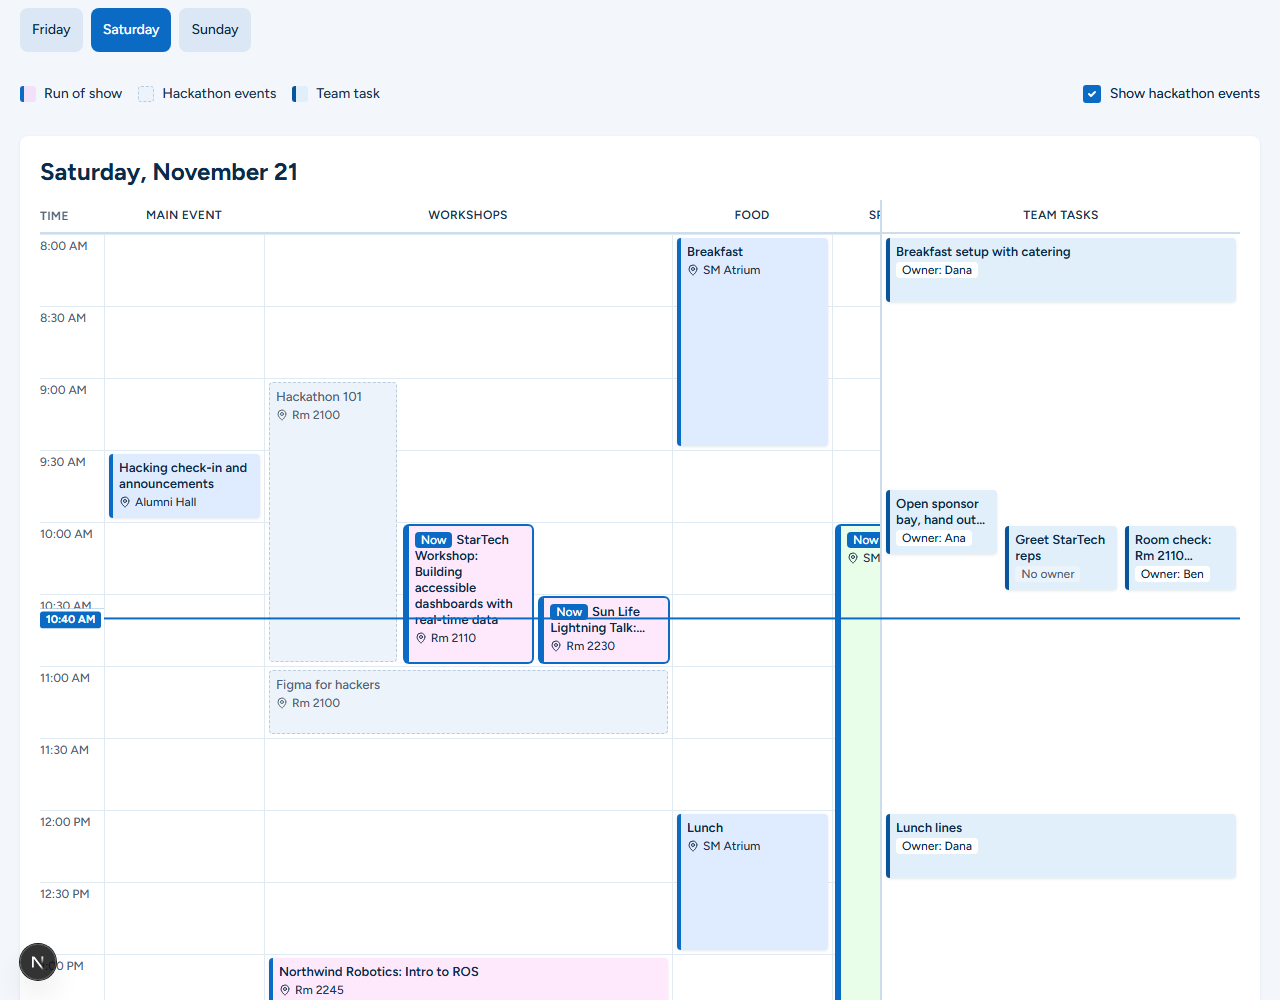 Friday
Saturday
Sunday
Run of show
Hackathon events
Team task
Show hackathon events
Saturday, November 21
TIME
MAIN EVENT
WORKSHOPS
FOOD
TEAM TASKS
8:00 AM
Breakfast
SM Atrium
Breakfast setup with catering
Owner: Dana
8:30 AM
9:00 AM
Hackathon 101
Rm 2100
9:30 AM
Hacking check-in and
announcements
Alumni Hall
Open sponsor
bay, hand out...
Owner: Ana
10:00 AM
Now StarTech
Workshop:
Building
accessible
dashboards with
real-time data
Rm 2110
Now
SM
Greet StarTech
reps
No owner
Room check:
Rm 2110...
Owner: Ben
10:30 AM
Now Sun Life
Lightning Talk:...
Rm 2230
10:40 AM
11:00 AM
Figma for hackers
Rm 2100
11:30 AM
12:00 PM
Lunch
SM Atrium
Lunch lines
Owner: Dana
12:30 PM
Northwind Robotics: Intro to ROS
Rm 2245